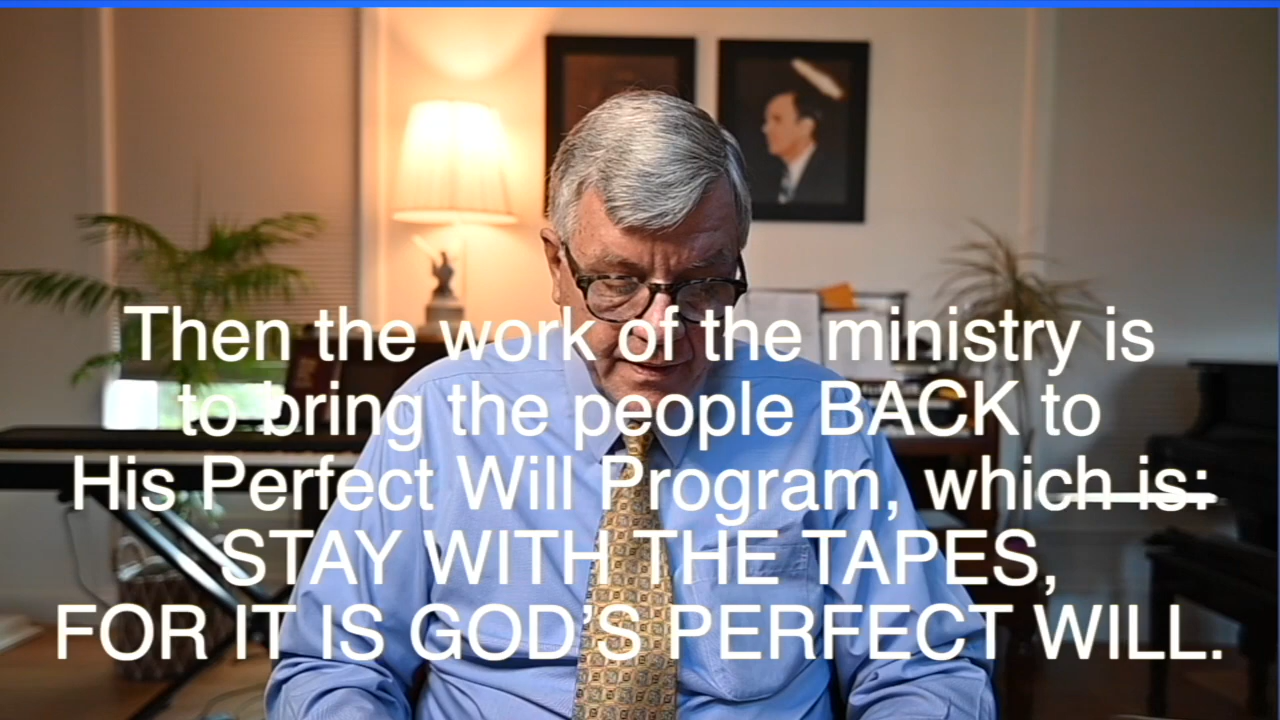 Then the work of the ministry is
to bring the people BACK to
His Perfect Will Program, which is:
STAY WITH THE TAPES,
FOR IT IS GOD’S PERFECT WILL.